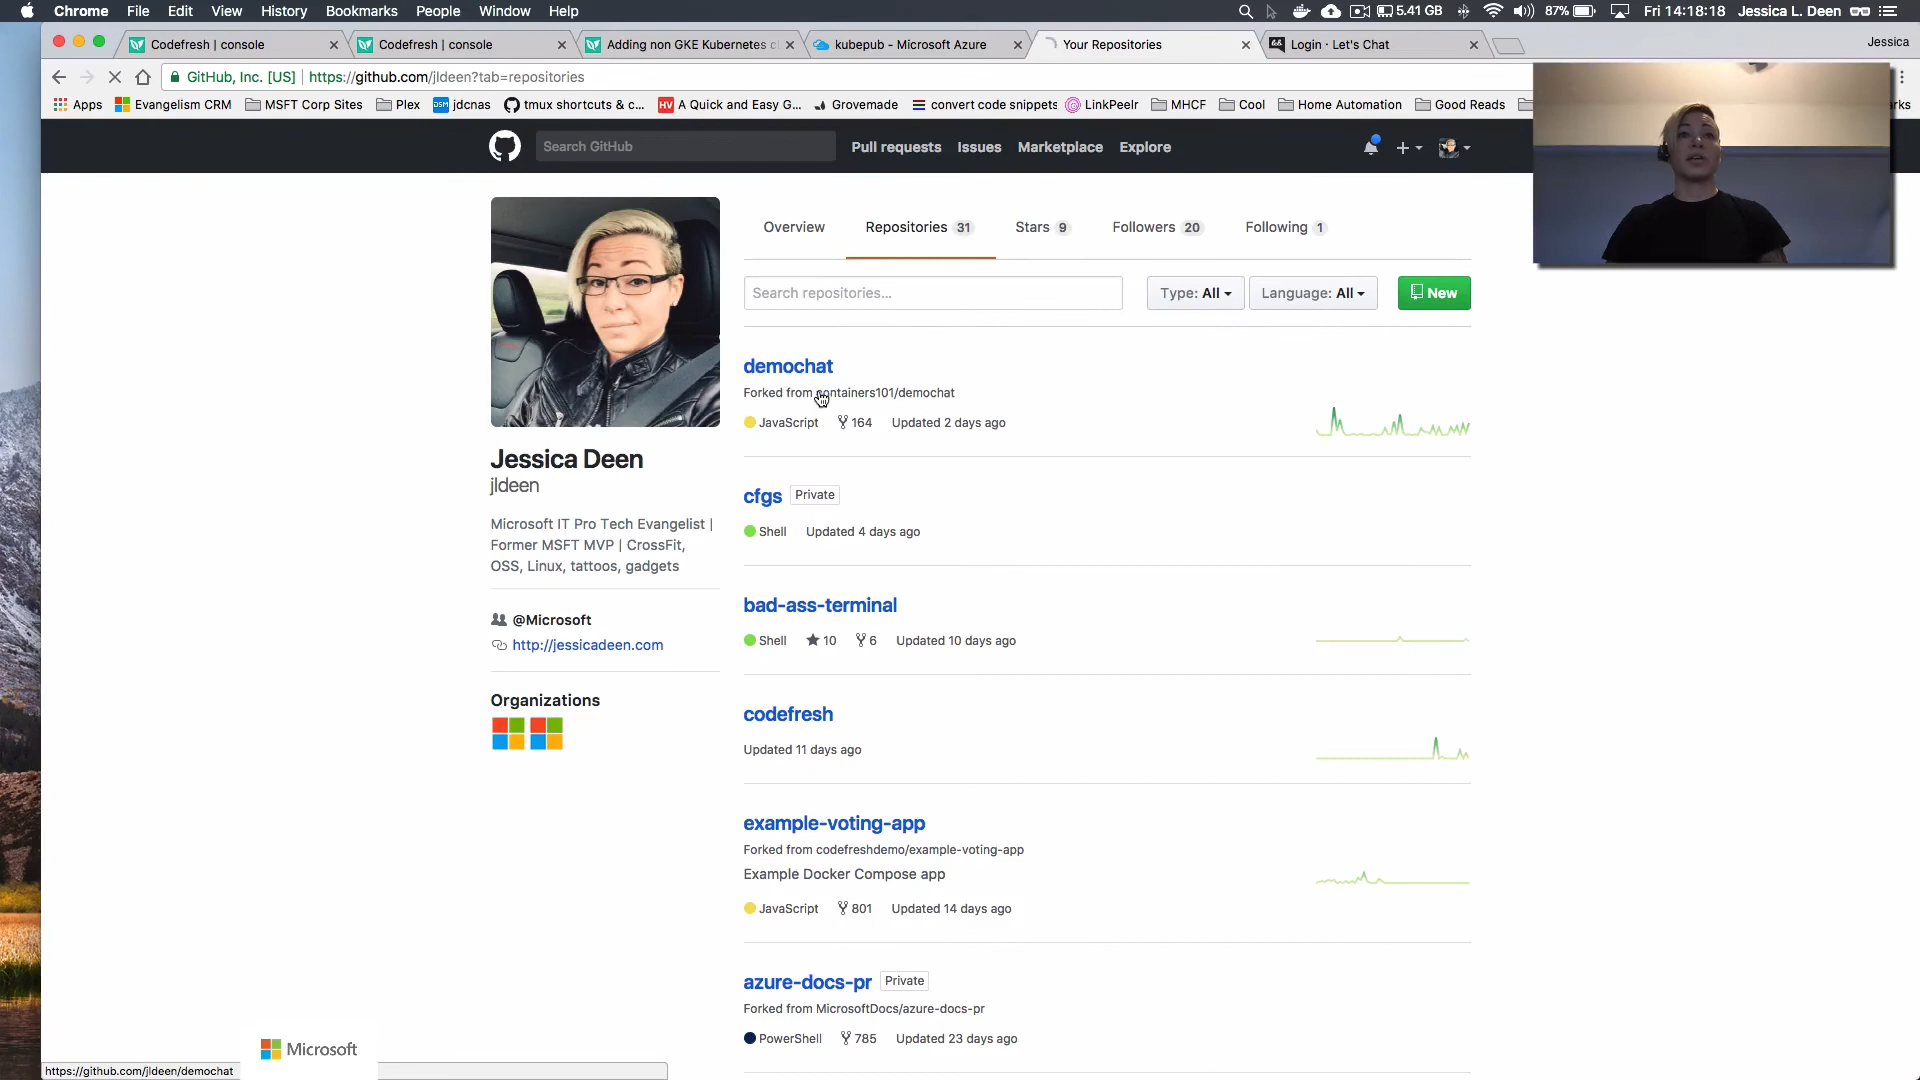 Chrome File Edit View History Bookmarks People Window Help 5.41 GB 87% Fri 14:18:18 Jessica L. Deen
Codefresh | console Codefresh | console Adding non GKE Kubernetes c kubepub - Microsoft Azure Your Repositories Login · Let's Chat Jessica
GitHub, Inc. [US] https://github.com/jldeen?tab=repositories
Apps Evangelism CRM MSFT Corp Sites Plex jdcnas tmux shortcuts & c... A Quick and Easy G... Grovemade convert code snippets LinkPeelr MHCF Cool Home Automation Good Reads
Search GitHub Pull requests Issues Marketplace Explore
Overview Repositories 31 Stars 9 Followers 20 Following 1
Search repositories... Type: All Language: All New
demochat
Forked from containers101/demochat
JavaScript 164 Updated 2 days ago
Jessica Deen
jldeen
Microsoft IT Pro Tech Evangelist |
Former MSFT MVP | CrossFit,
OSS, Linux, tattoos, gadgets
@Microsoft
http://jessicadeen.com
Organizations
cfgs Private
Shell Updated 4 days ago
bad-ass-terminal
Shell 10 6 Updated 10 days ago
codefresh
Updated 11 days ago
example-voting-app
Forked from codefreshdemo/example-voting-app
Example Docker Compose app
JavaScript 801 Updated 14 days ago
azure-docs-pr Private
Forked from MicrosoftDocs/azure-docs-pr
PowerShell 785 Updated 23 days ago
Microsoft
https://github.com/jldeen/demochat